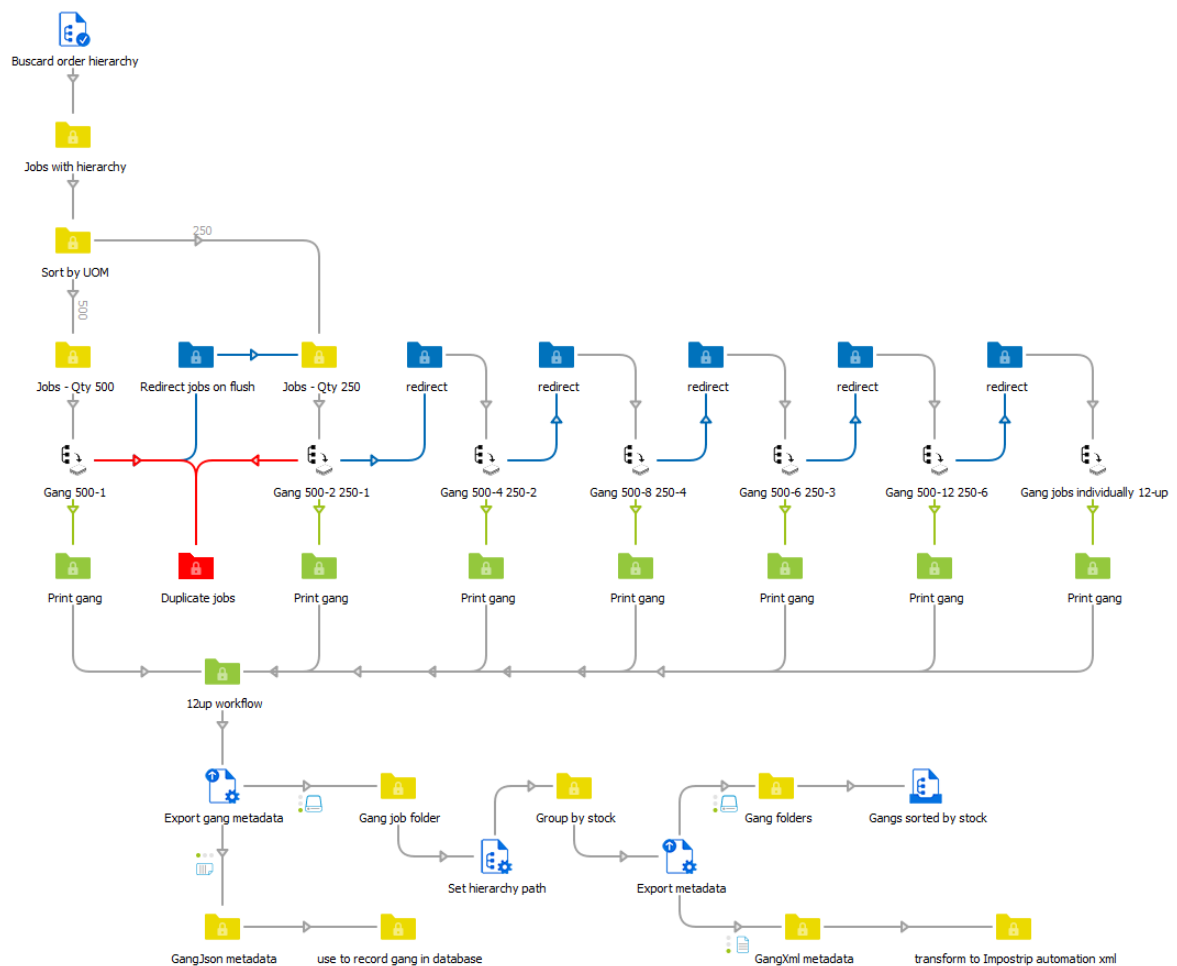 Buscard order hierarchy
Jobs with hierarchy
250
Sort by UOM
500
Jobs - Qty 500
Redirect jobs on flush
Jobs - Qty 250
redirect
redirect
redirect
redirect
redirect
Gang 500-1
Gang 500-2 250-1
Gang 500-4 250-2
Gang 500-8 250-4
Gang 500-6 250-3
Gang 500-12 250-6
Gang jobs individually 12-up
Print gang
Duplicate jobs
Print gang
Print gang
Print gang
Print gang
Print gang
Print gang
12up workflow
Export gang metadata
Gang job folder
Group by stock
Gang folders
Gangs sorted by stock
Set hierarchy path
Export metadata
GangJson metadata
use to record gang in database
GangXml metadata
transform to Impostrip automation xml